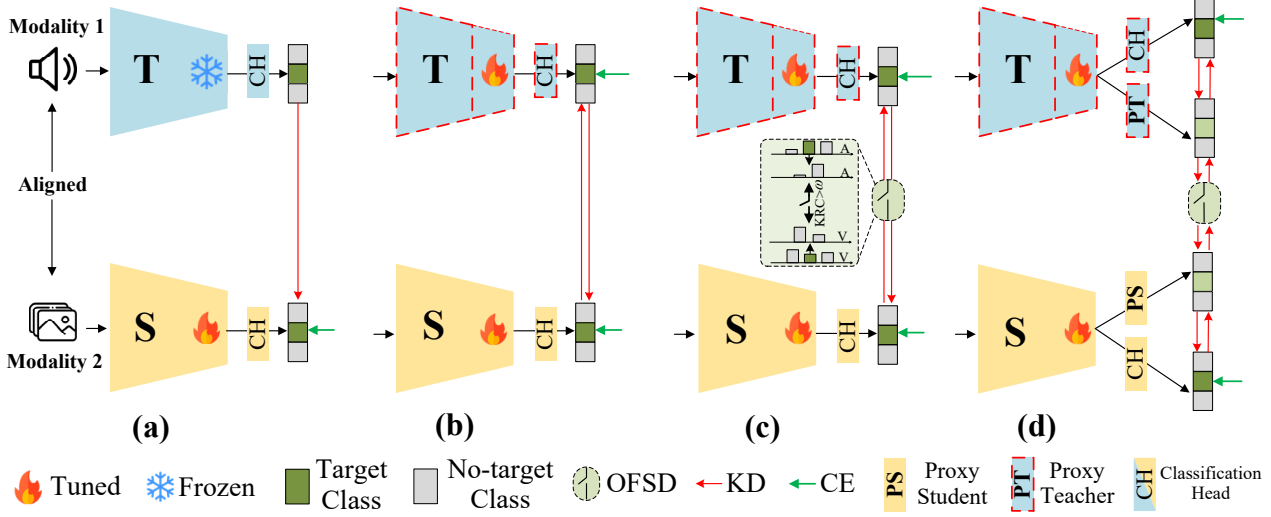 Modality 1
T
CH
Aligned
S
CH
Modality 2
(a)
T
CH
S
CH
(b)
T
CH
A
A
KRC>ω
V
V
S
CH
(c)
T
CH
PT
PS
S
CH
(d)
Tuned
Frozen
Target
Class
No-target
Class
OFSD
KD
CE
PS
Proxy
Student
PT
Proxy
Teacher
CH
Classification
Head